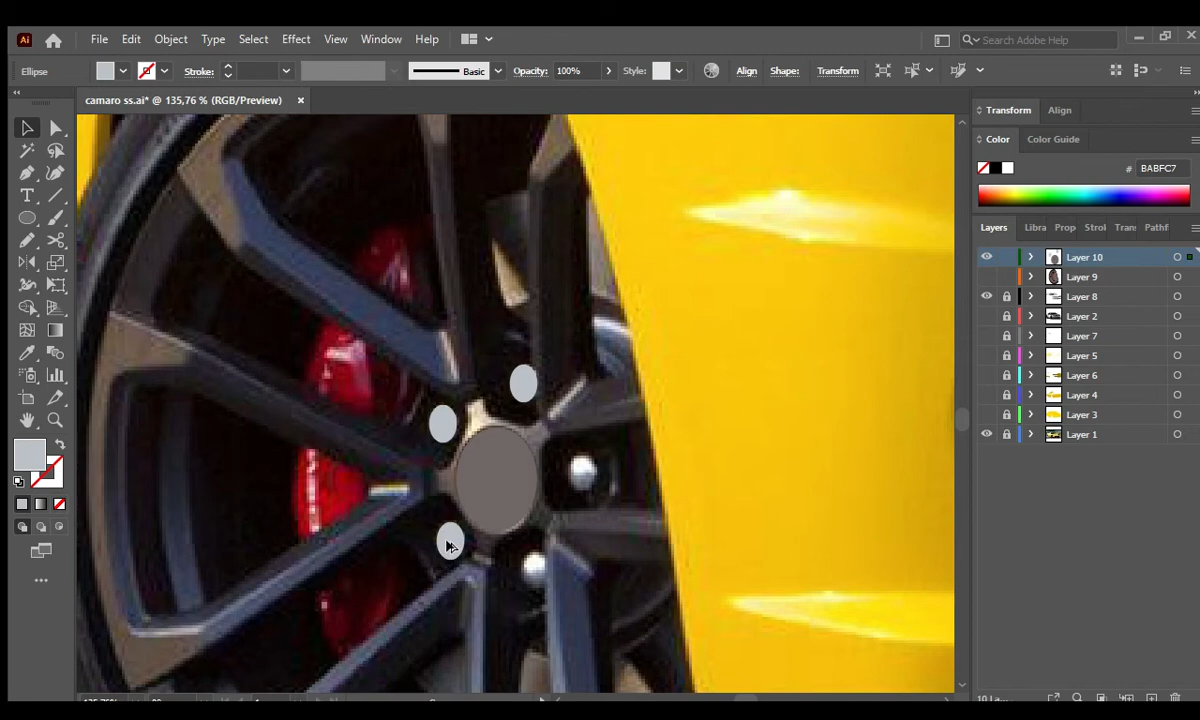 Ai File Edit Object Type Select Effect View Window Help Search Adobe Help
Ellipse Stroke: Basic Opacity: 100% Style: Align Shape: Transform
camaro ss.ai* @ 135,76 % (RGB/Preview) ×
Transform Align
Color Color Guide
# BABFC7
Layers Libra Prop Strol Tran: Pathf
Layer 10
Layer 9
Layer 8
Layer 2
Layer 7
Layer 5
Layer 6
Layer 4
Layer 3
Layer 1